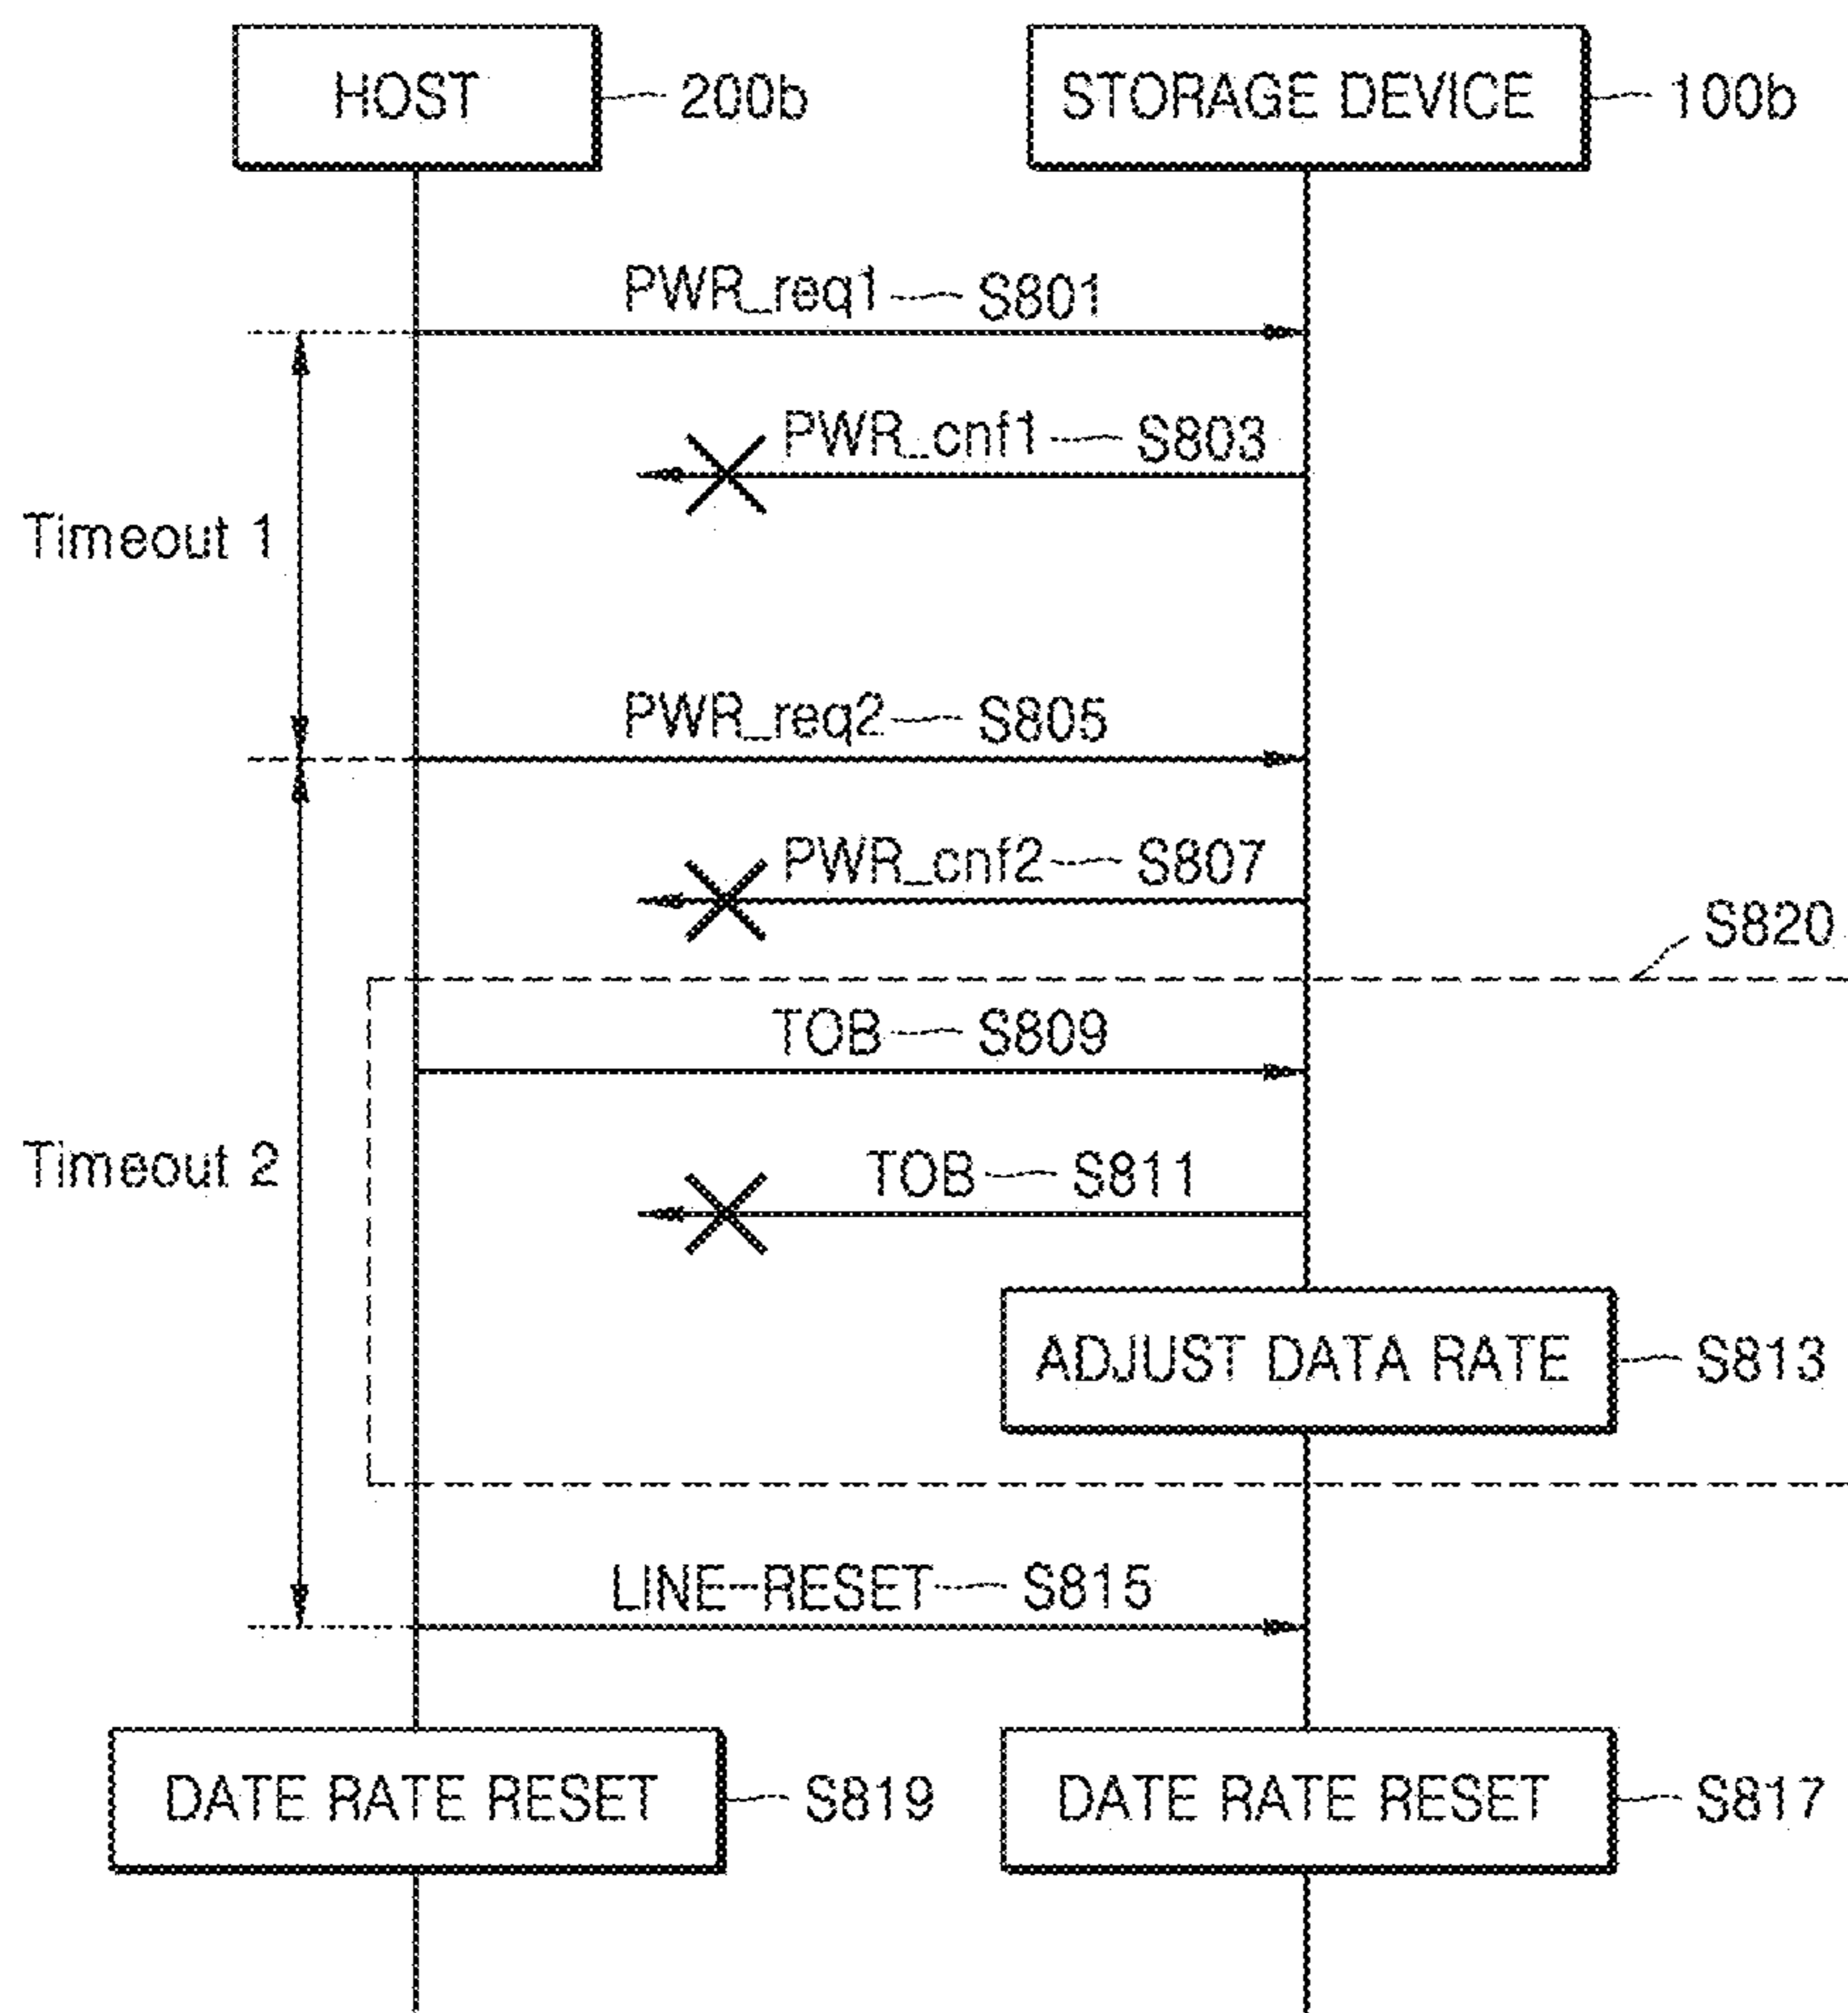 HOST 200b
STORAGE DEVICE 100b
PWR_req1 S801
PWR_cnf1 S803
Timeout 1
PWR_req2 S805
PWR_cnf2 S807
S820
TOB S809
TOB S811
Timeout 2
ADJUST DATA RATE S813
LINE-RESET S815
DATE RATE RESET S819
DATE RATE RESET S817